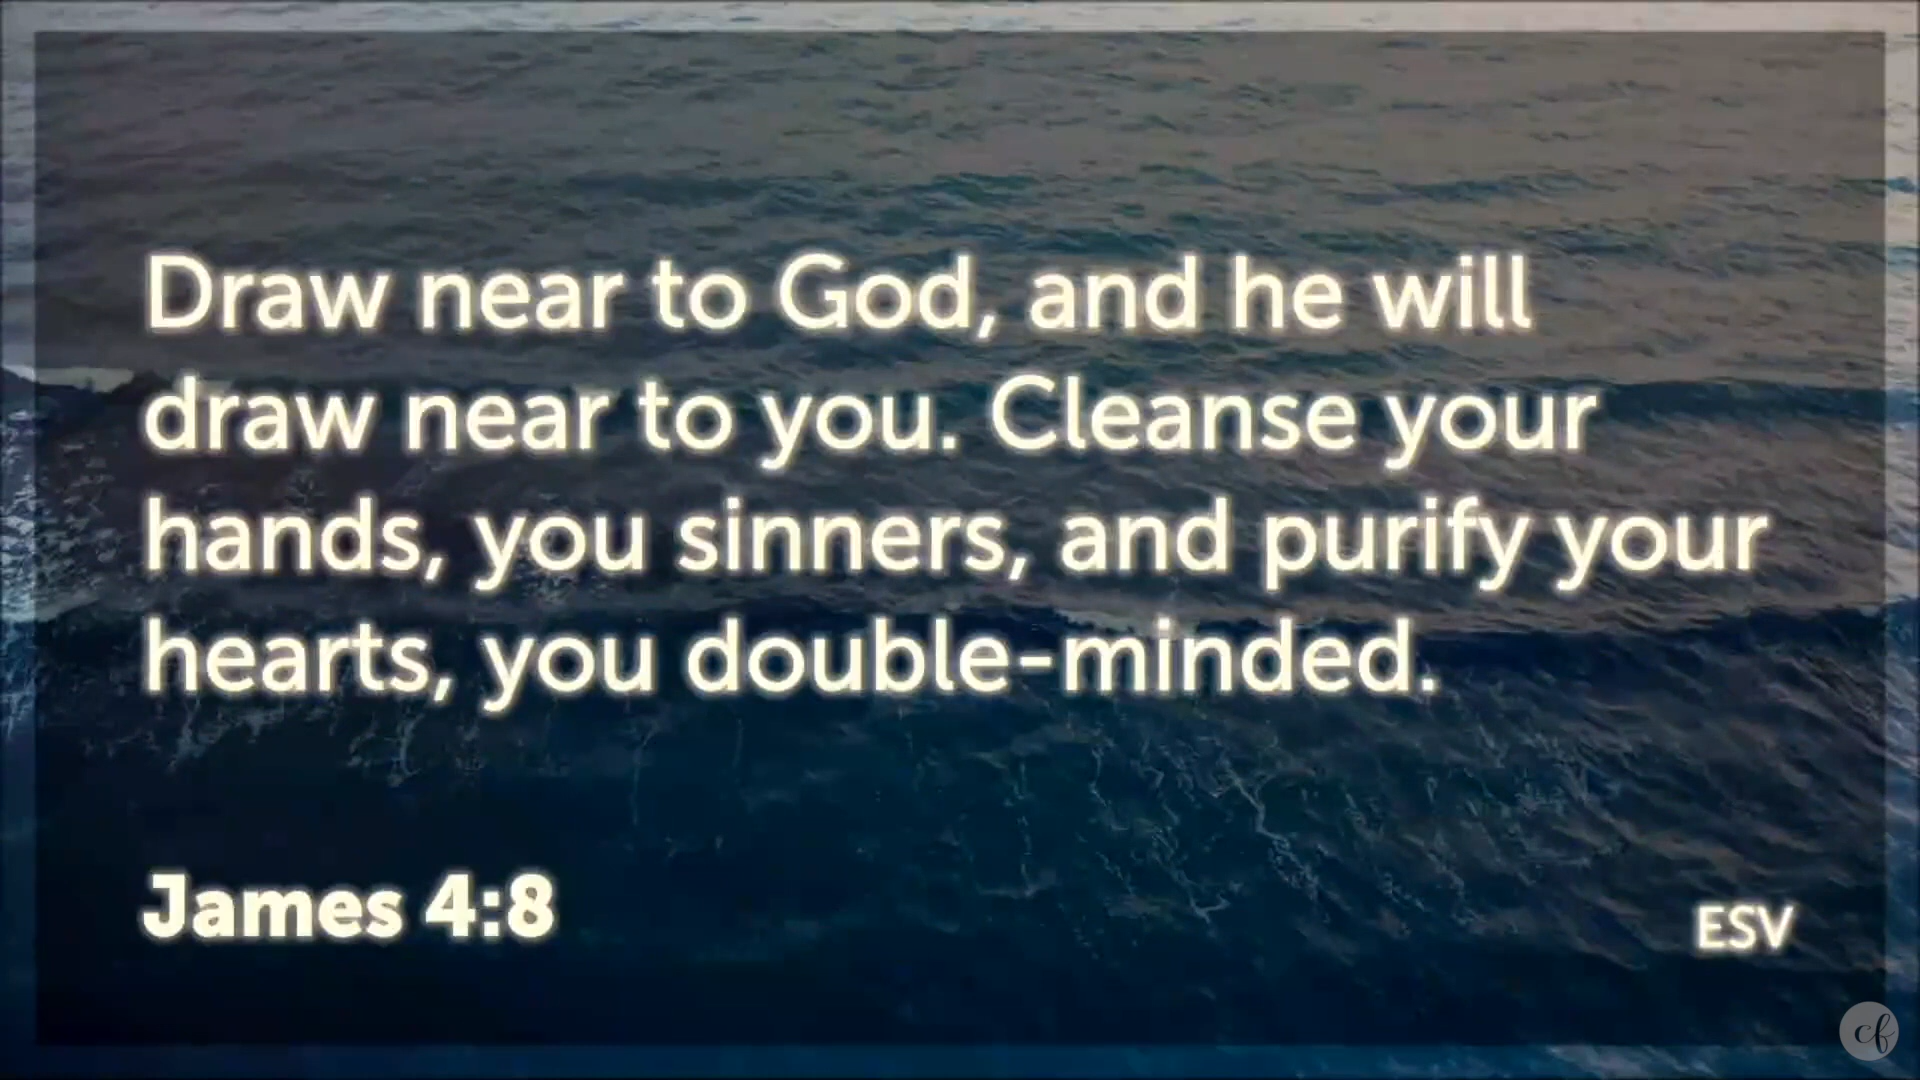 Draw near to God, and he will
draw near to you. Cleanse your
hands, you sinners, and purify your
hearts, you double-minded.
James 4:8
ESV
cf